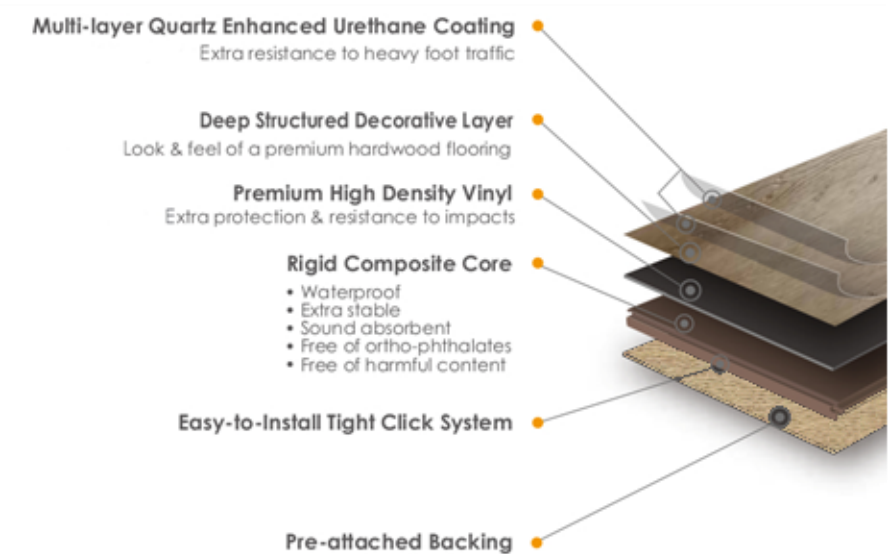 Multi-layer Quartz Enhanced Urethane Coating
Extra resistance to heavy foot traffic
Deep Structured Decorative Layer
Look & feel of a premium hardwood flooring
Premium High Density Vinyl
Extra protection & resistance to impacts
Rigid Composite Core
• Waterproof
• Extra stable
• Sound absorbent
• Free of ortho-phthalates
• Free of harmful content
Easy-to-Install Tight Click System
Pre-attached Backing